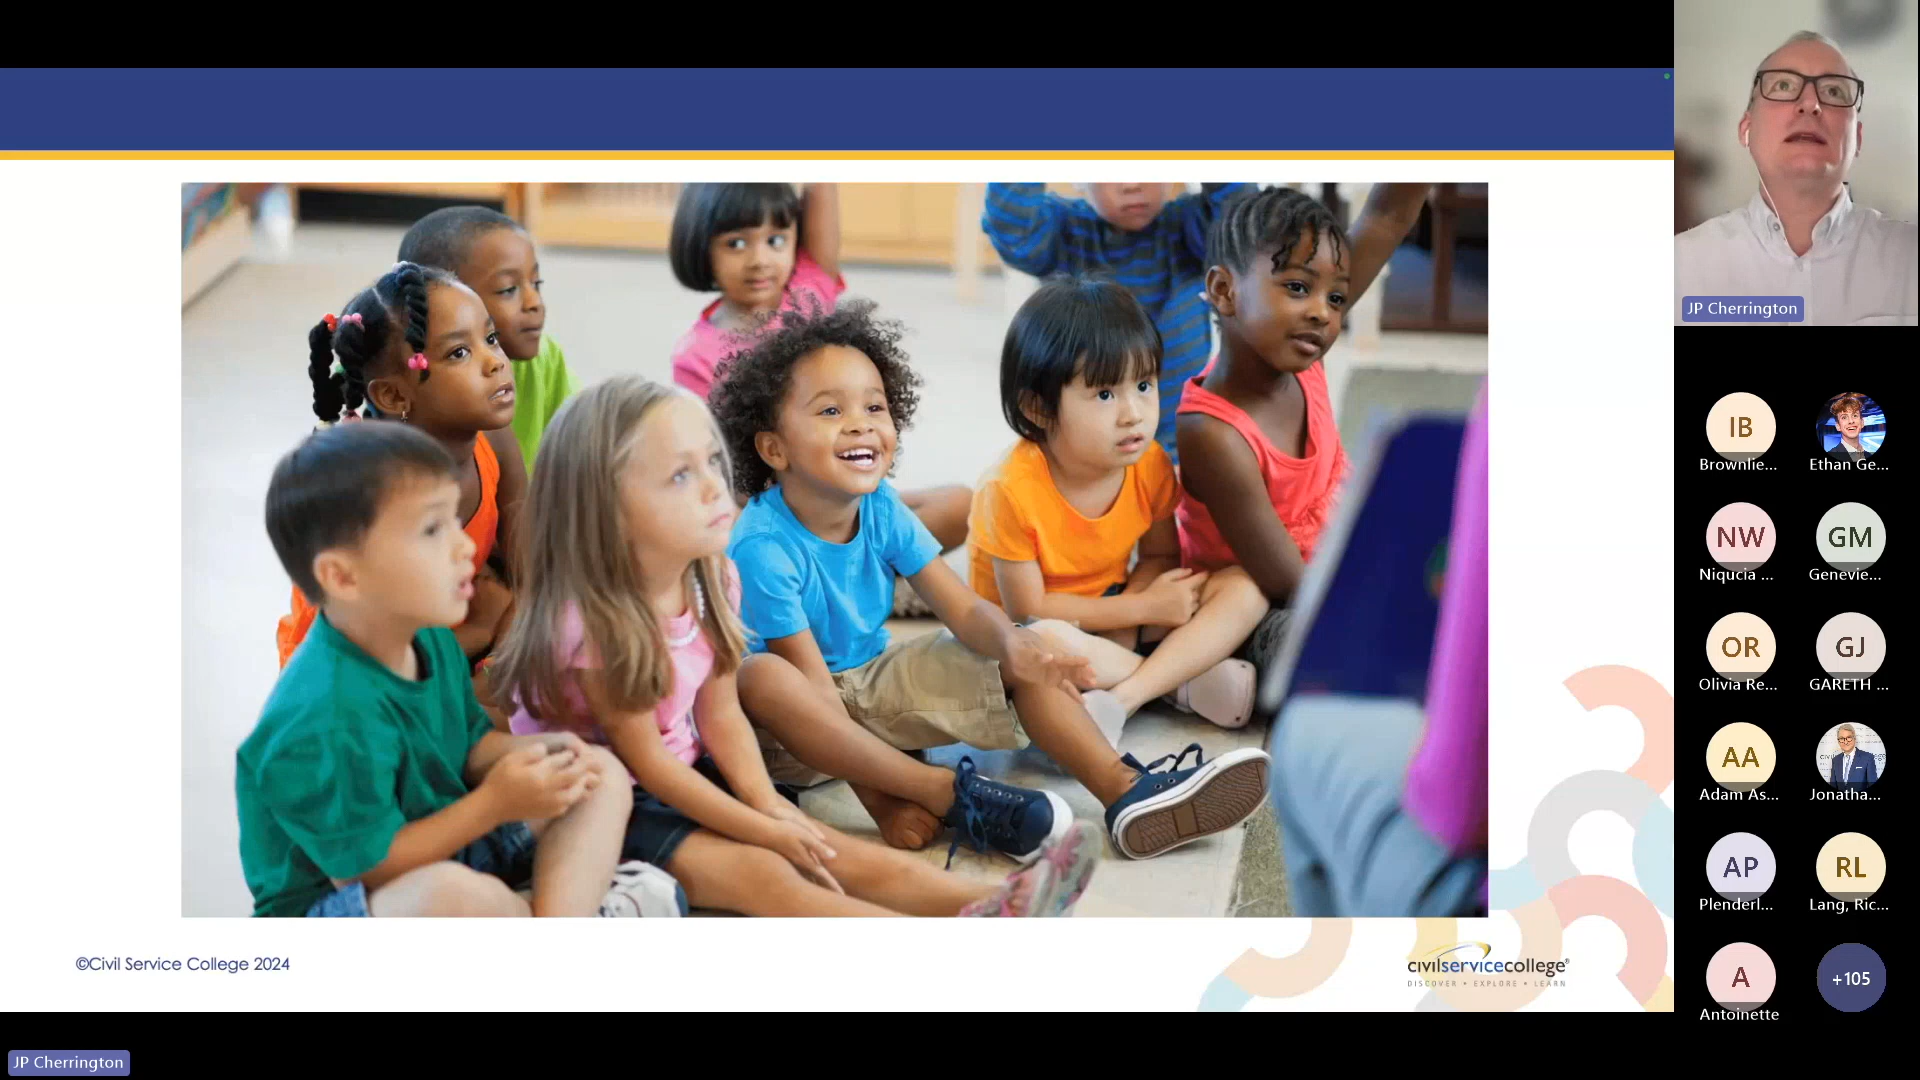 JP Cherrington
IB
Brownlie...
Ethan Ge...
NW
Niqucia ...
GM
Genevie...
OR
Olivia Re...
GJ
GARETH ...
AA
Adam As...
Jonatha...
AP
Plenderl...
RL
Lang, Ric...
A
Antoinette
+105
©Civil Service College 2024
civilservicecollege®
DISCOVER • EXPLORE • LEARN
JP Cherrington